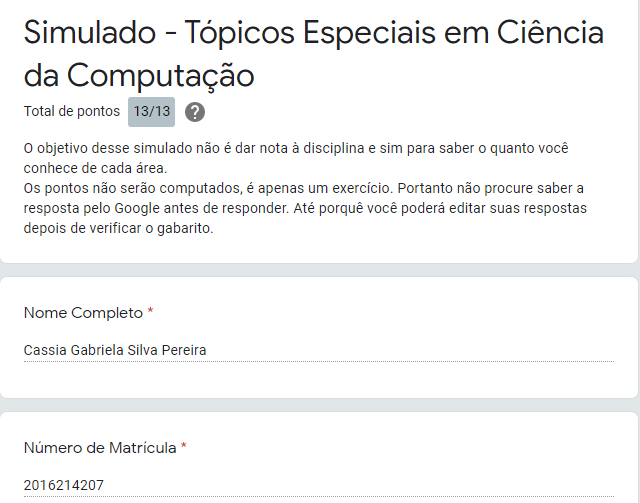 Simulado - Tópicos Especiais em Ciência
da Computação
Total de pontos 13/13 ?
O objetivo desse simulado não é dar nota à disciplina e sim para saber o quanto você
conhece de cada área.
Os pontos não serão computados, é apenas um exercício. Portanto não procure saber a
resposta pelo Google antes de responder. Até porquê você poderá editar suas respostas
depois de verificar o gabarito.
Nome Completo *
Cassia Gabriela Silva Pereira
Número de Matrícula *
2016214207